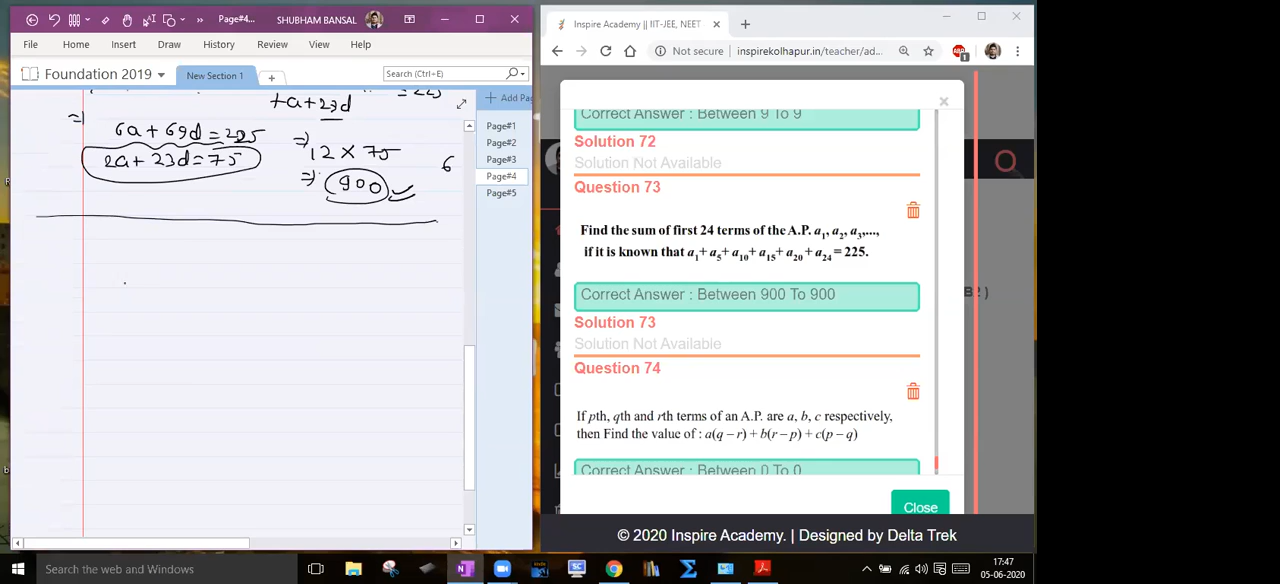 Page#4...
SHUBHAM BANSAL
File Home Insert Draw History Review View Help
Foundation 2019
New Section 1
Search (Ctrl+E)
Add Pag
Page#1
Page#2
Page#3
Page#4
Page#5
+a+23d = 225
⇒ 6a+69d=225
2a+23d=75
⇒ 12 × 75
⇒ 900
6
Inspire Academy || IIT-JEE, NEET
Not secure | inspirekolhapur.in/teacher/ad...
Correct Answer : Between 9 To 9
Solution 72
Solution Not Available
Question 73
Find the sum of first 24 terms of the A.P. a₁, a₂, a₃,...,
if it is known that a₁+ a₅+ a₁₀+ a₁₅+ a₂₀+ a₂₄ = 225.
Correct Answer : Between 900 To 900
Solution 73
Solution Not Available
Question 74
If pth, qth and rth terms of an A.P. are a, b, c respectively,
then Find the value of : a(q − r) + b(r − p) + c(p − q)
Correct Answer : Between 0 To 0
Close
B2 )
© 2020 Inspire Academy. | Designed by Delta Trek
Search the web and Windows
17:47
05-06-2020